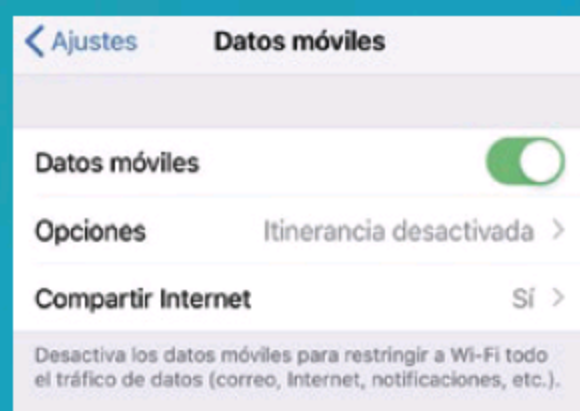 Ajustes Datos móviles
Datos móviles
Opciones Itinerancia desactivada
Compartir Internet Sí
Desactiva los datos móviles para restringir a Wi-Fi todo
el tráfico de datos (correo, Internet, notificaciones, etc.).